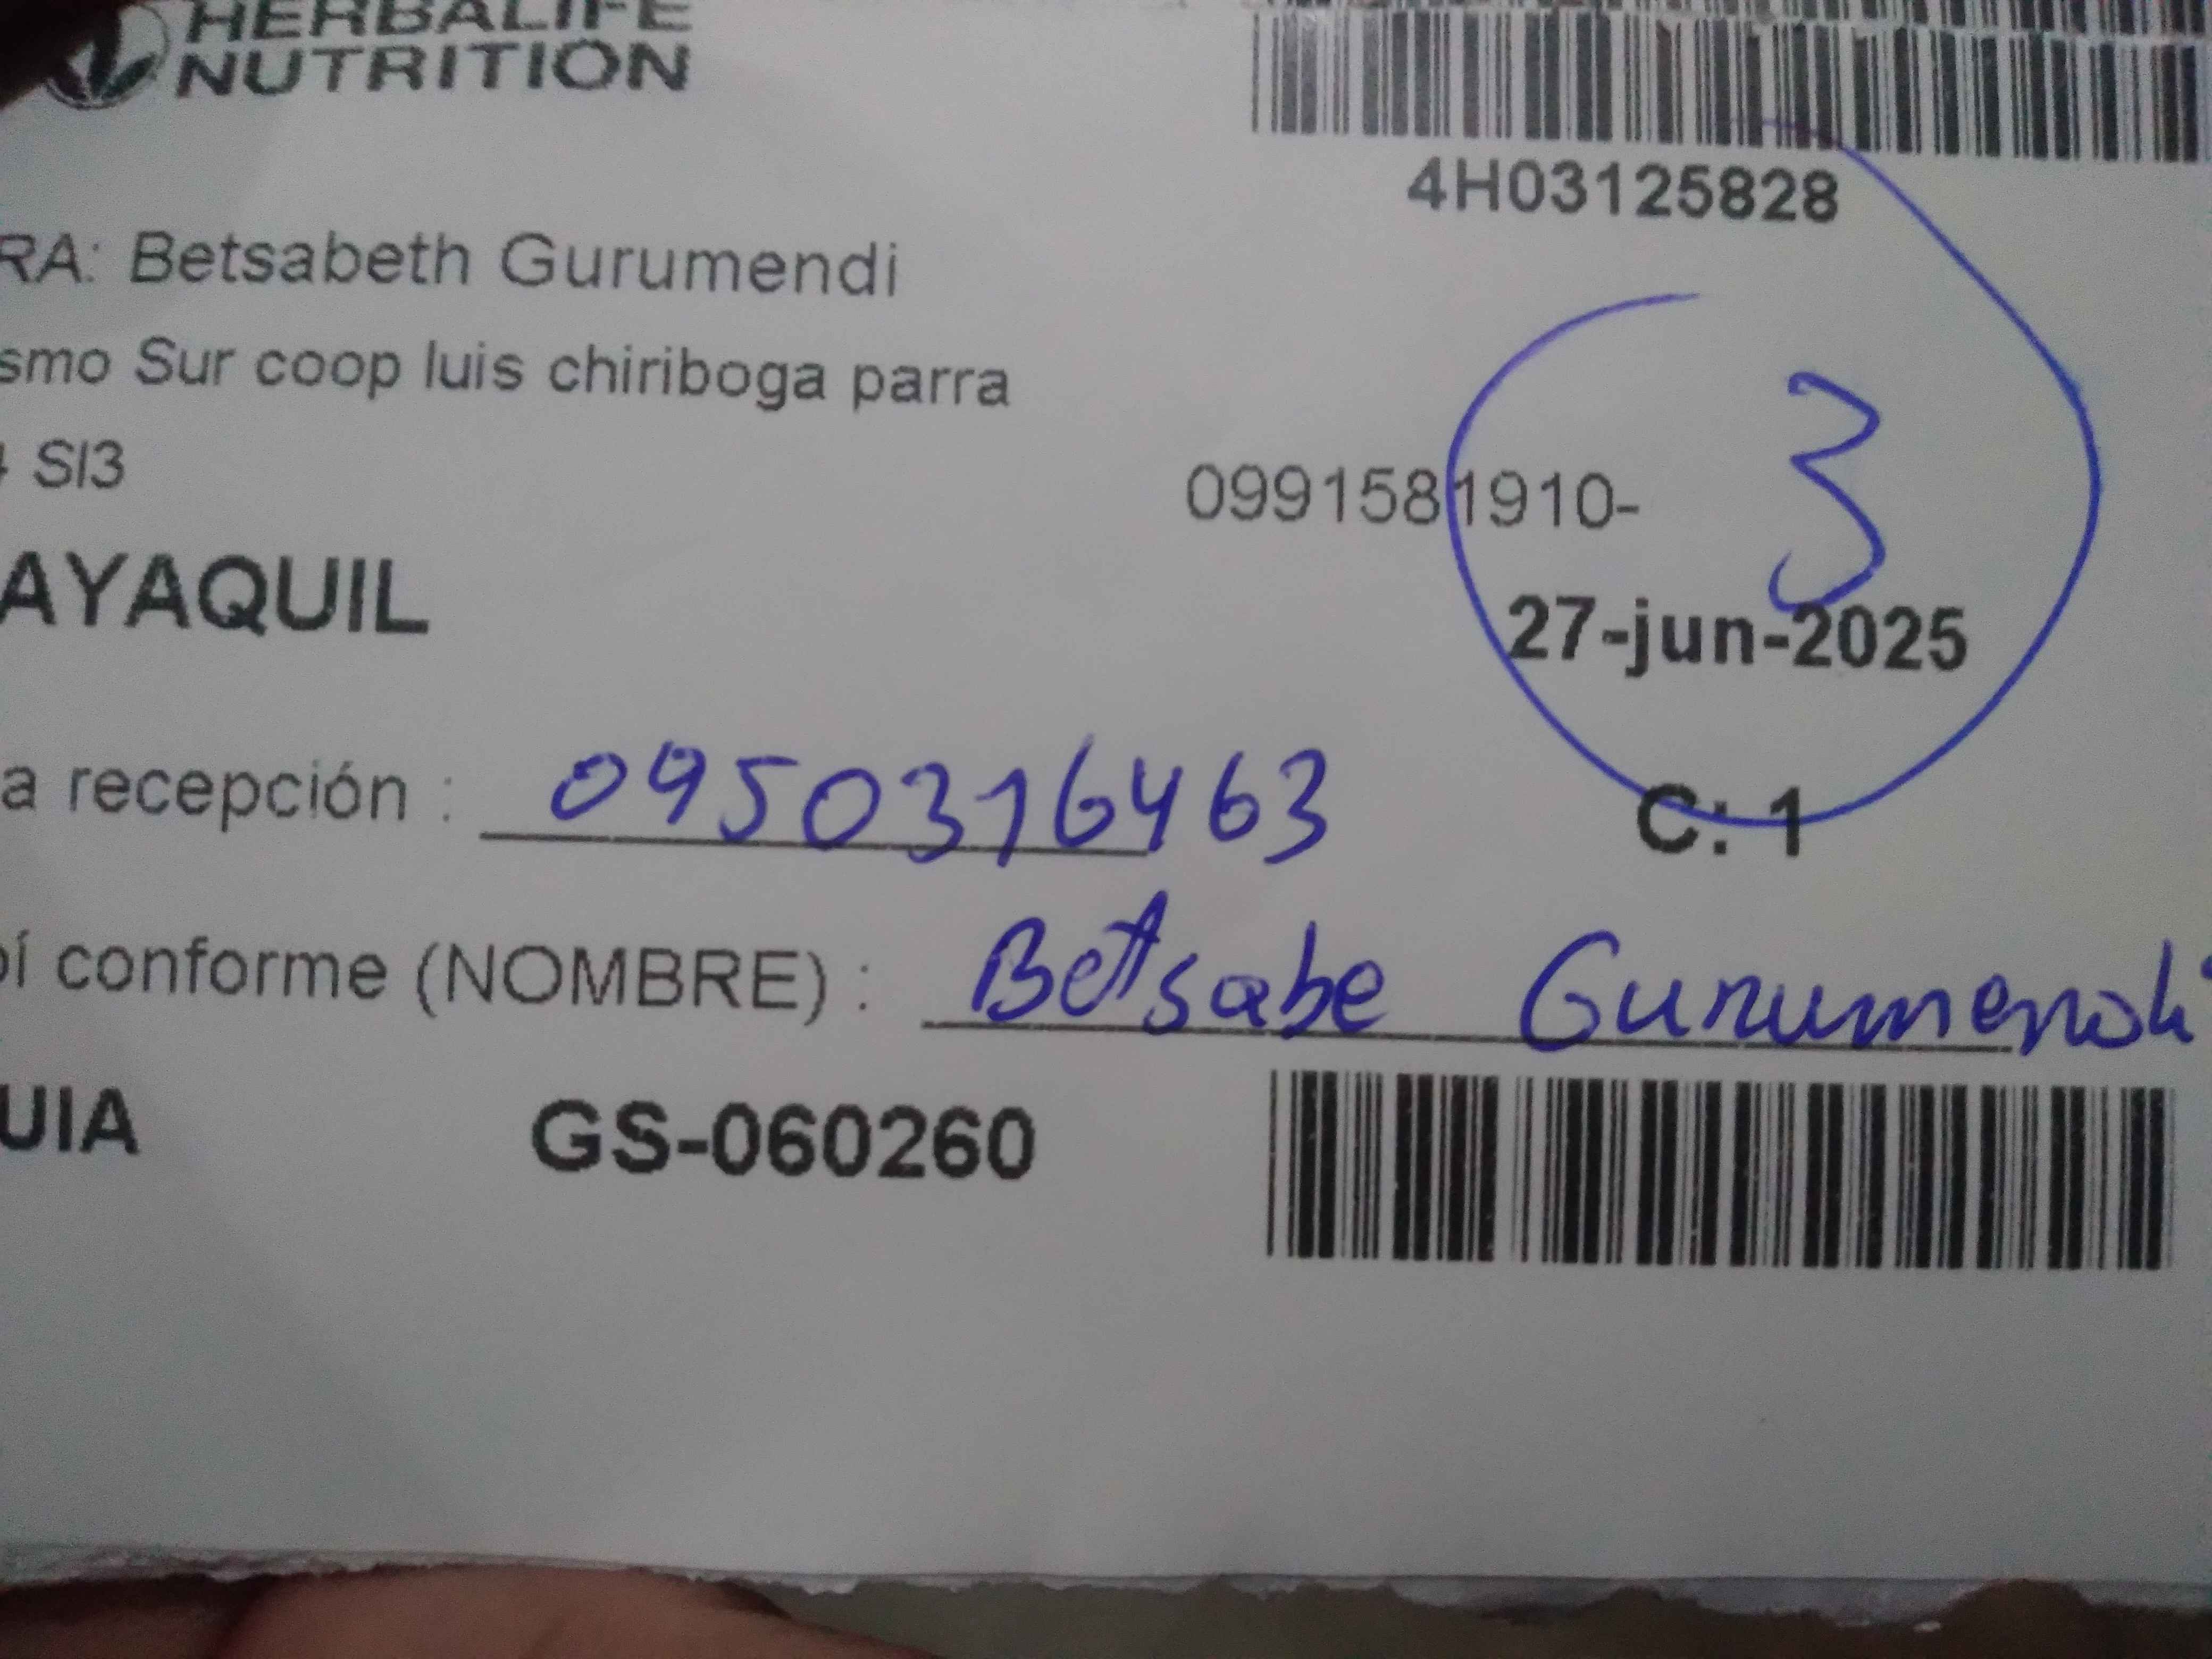 HERBALIFE
NUTRITION
4H03125828
RA: Betsabeth Gurumendi
smo Sur coop luis chiriboga parra
3
SI3
0991581910-
AYAQUIL
27-jun-2025
a recepción : 0950316463
C: 1
í conforme (NOMBRE) : Betsabe Gurumendi
UIA
GS-060260